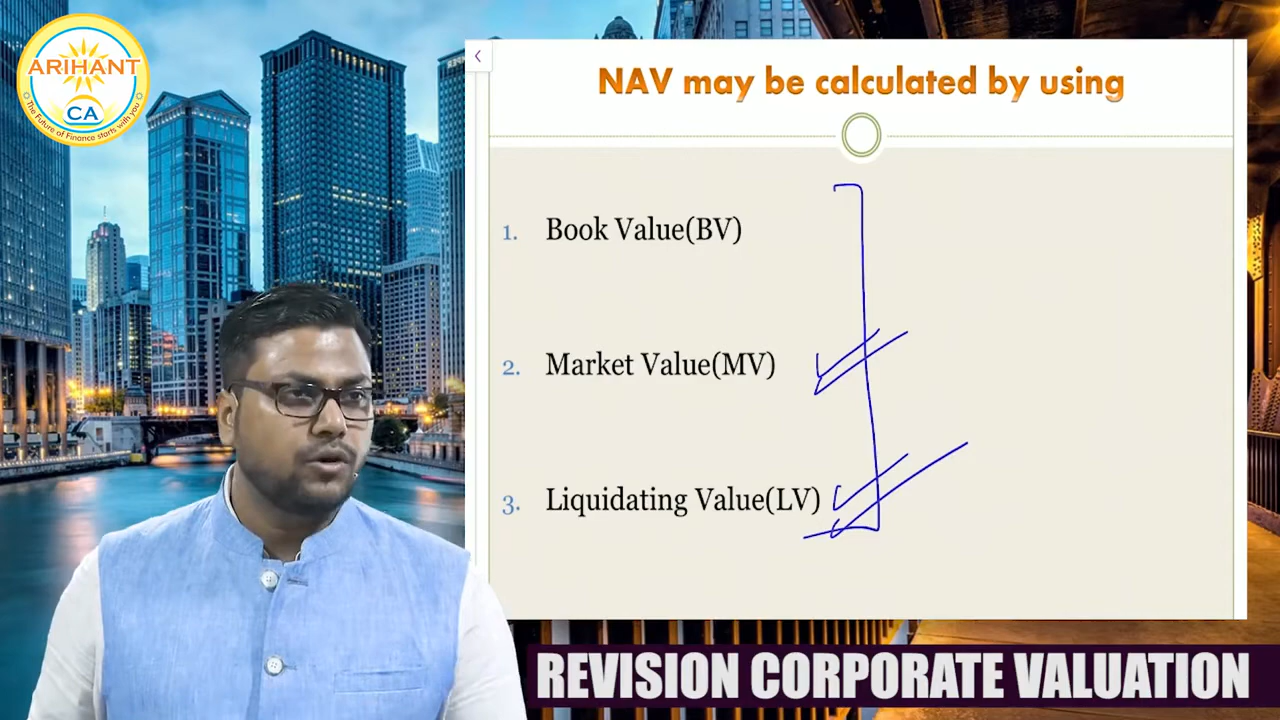 ARIHANT
CA
The Future of Finance starts with you
NAV may be calculated by using
1. Book Value(BV)
2. Market Value(MV)
3. Liquidating Value(LV)
REVISION CORPORATE VALUATION